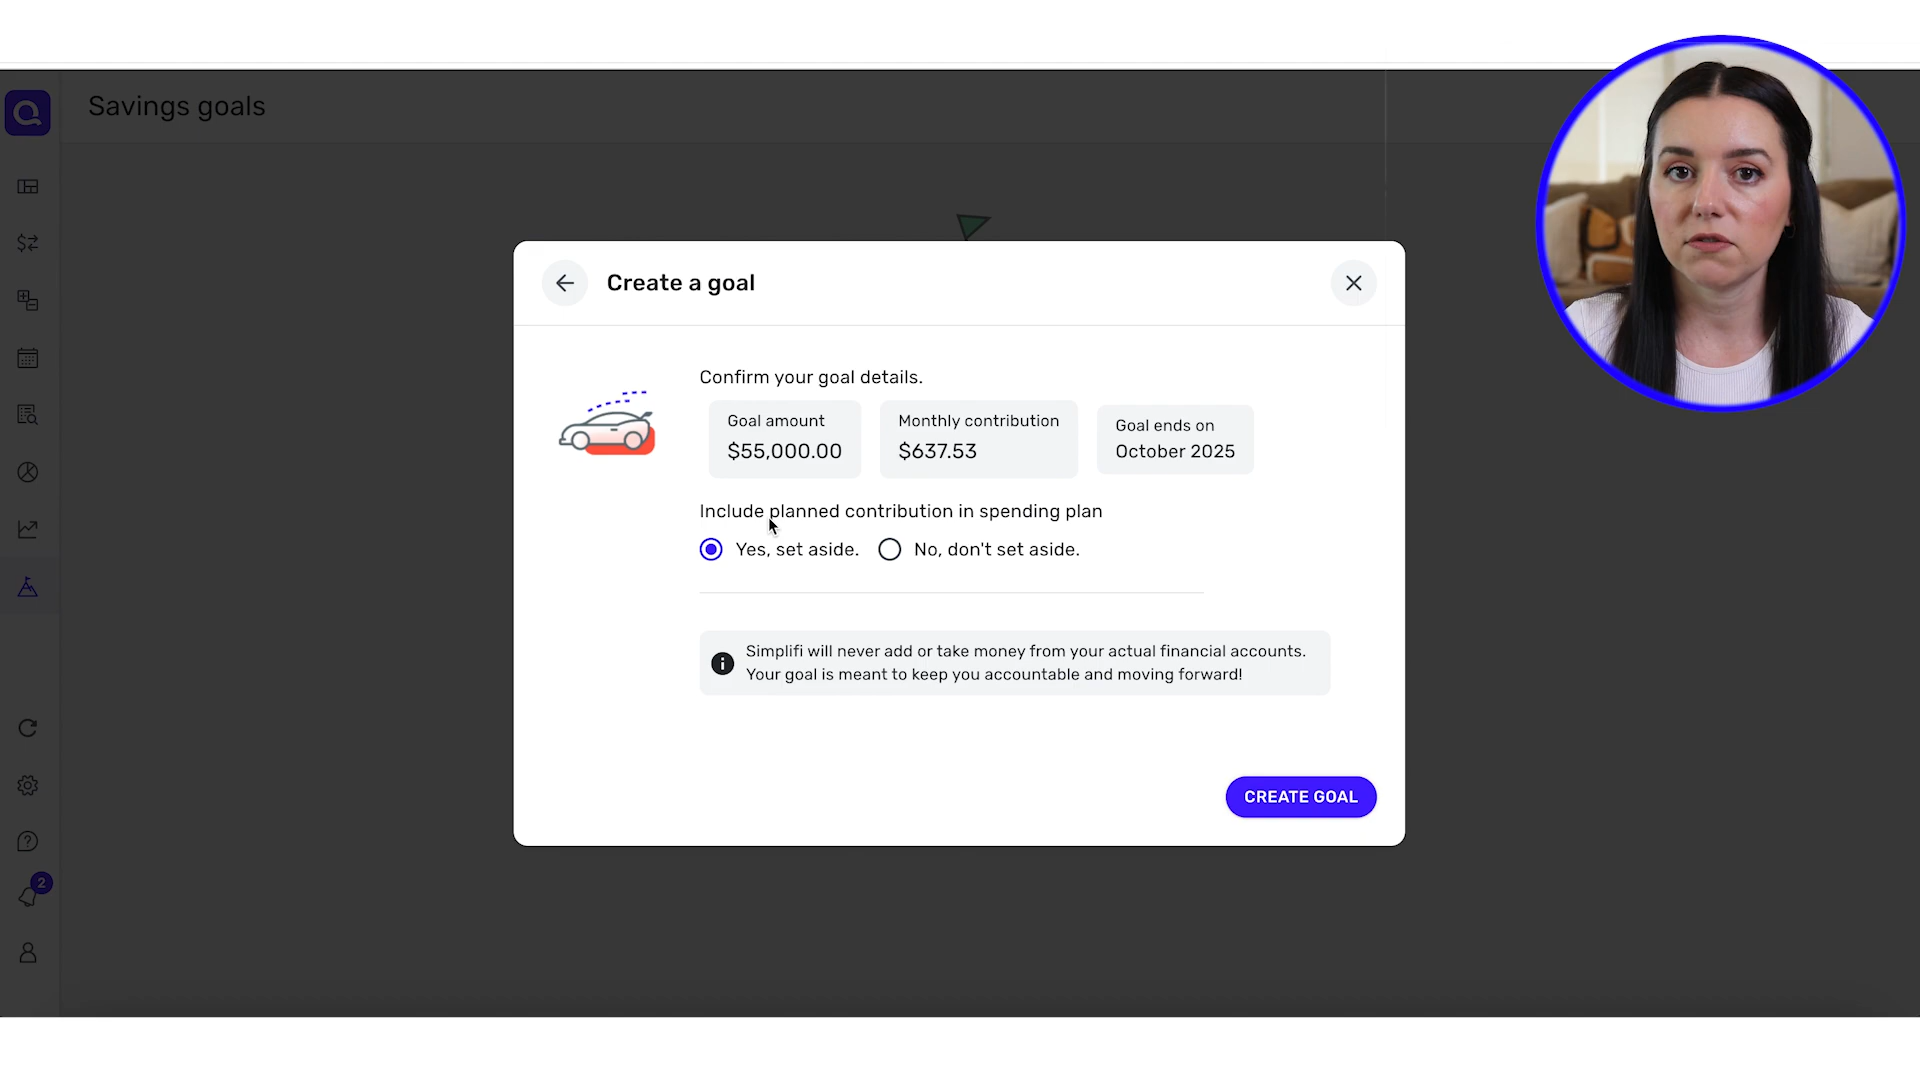 Savings goals
Create a goal
Confirm your goal details.
Goal amount
$55,000.00
Monthly contribution
$637.53
Goal ends on
October 2025
Include planned contribution in spending plan
Yes, set aside.
No, don't set aside.
Simplifi will never add or take money from your actual financial accounts.
Your goal is meant to keep you accountable and moving forward!
CREATE GOAL
2